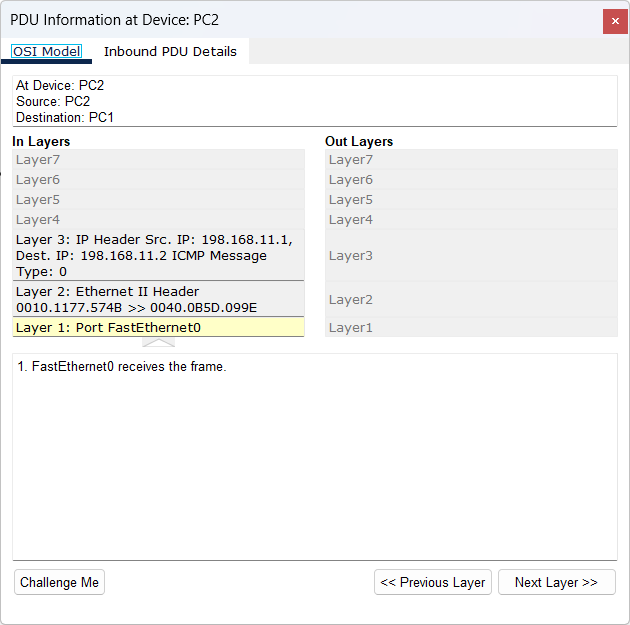 PDU Information at Device: PC2
×
OSI Model
Inbound PDU Details
At Device: PC2
Source: PC2
Destination: PC1
In Layers
Out Layers
Layer7
Layer6
Layer5
Layer4
Layer 3: IP Header Src. IP: 198.168.11.1,
Dest. IP: 198.168.11.2 ICMP Message
Type: 0
Layer 2: Ethernet II Header
0010.1177.574B >> 0040.0B5D.099E
Layer 1: Port FastEthernet0
Layer7
Layer6
Layer5
Layer4
Layer3
Layer2
Layer1
1. FastEthernet0 receives the frame.
Challenge Me
<< Previous Layer
Next Layer >>